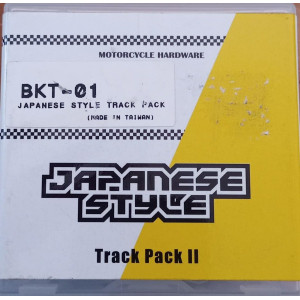 MOTORCYCLE HARDWARE
BKT-01
JAPANESE STYLE TRACK PACK
(MADE IN TAIWAN)
JAPANESE
STYLE
Track Pack II